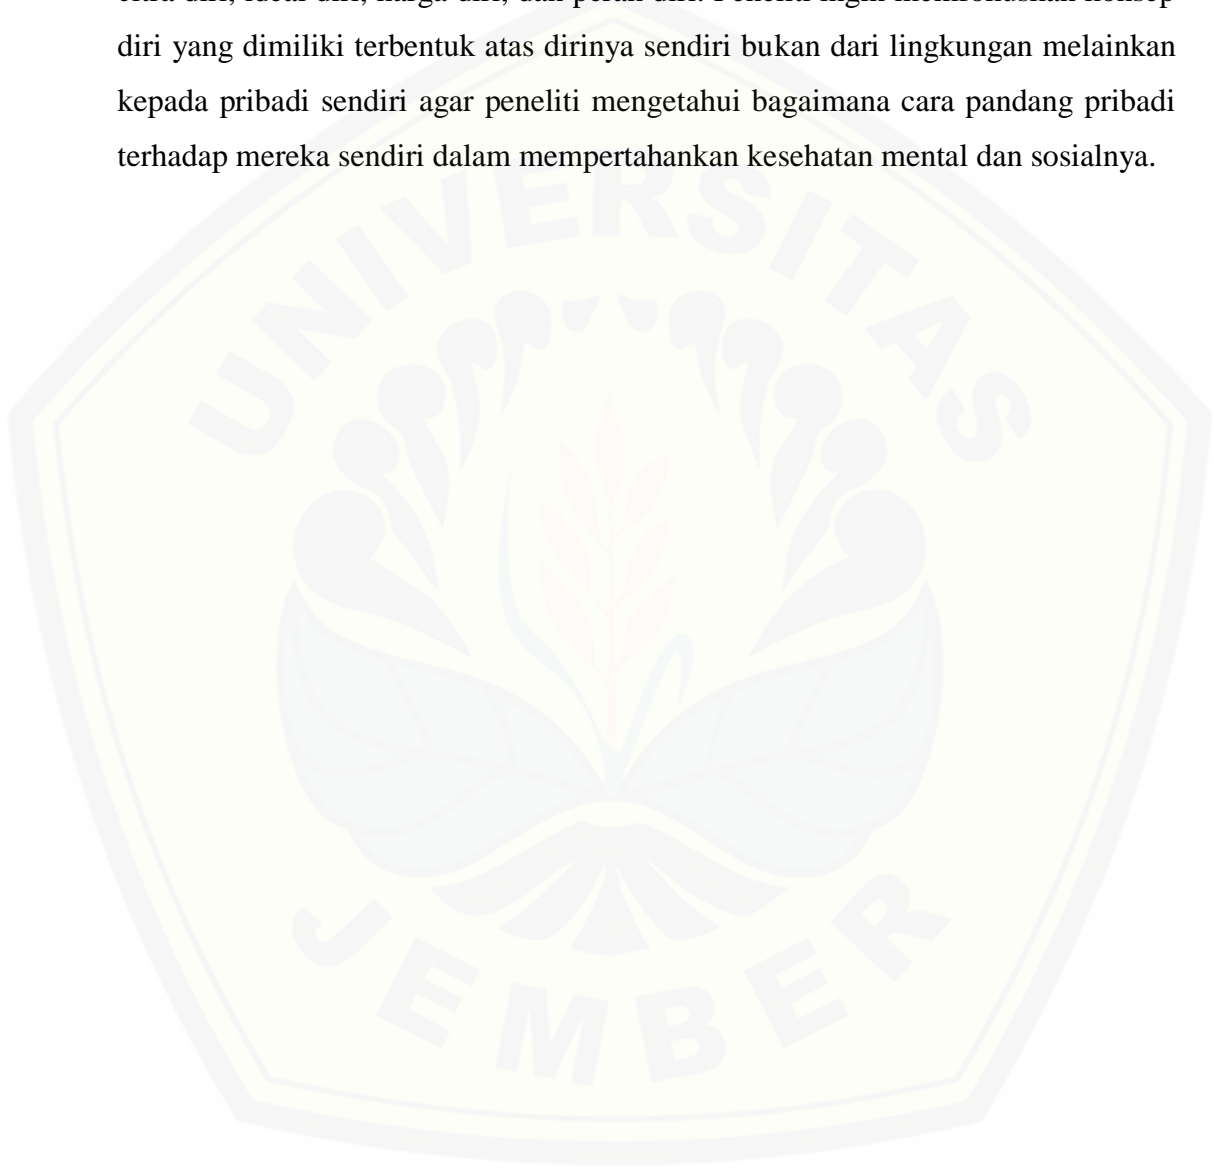 citra diri, ideal diri, harga diri, dan peran diri. Peneliti ingin memfokuskan konsep
diri yang dimiliki terbentuk atas dirinya sendiri bukan dari lingkungan melainkan
kepada pribadi sendiri agar peneliti mengetahui bagaimana cara pandang pribadi
terhadap mereka sendiri dalam mempertahankan kesehatan mental dan sosialnya.
UNIVERSITAS
JEMBER